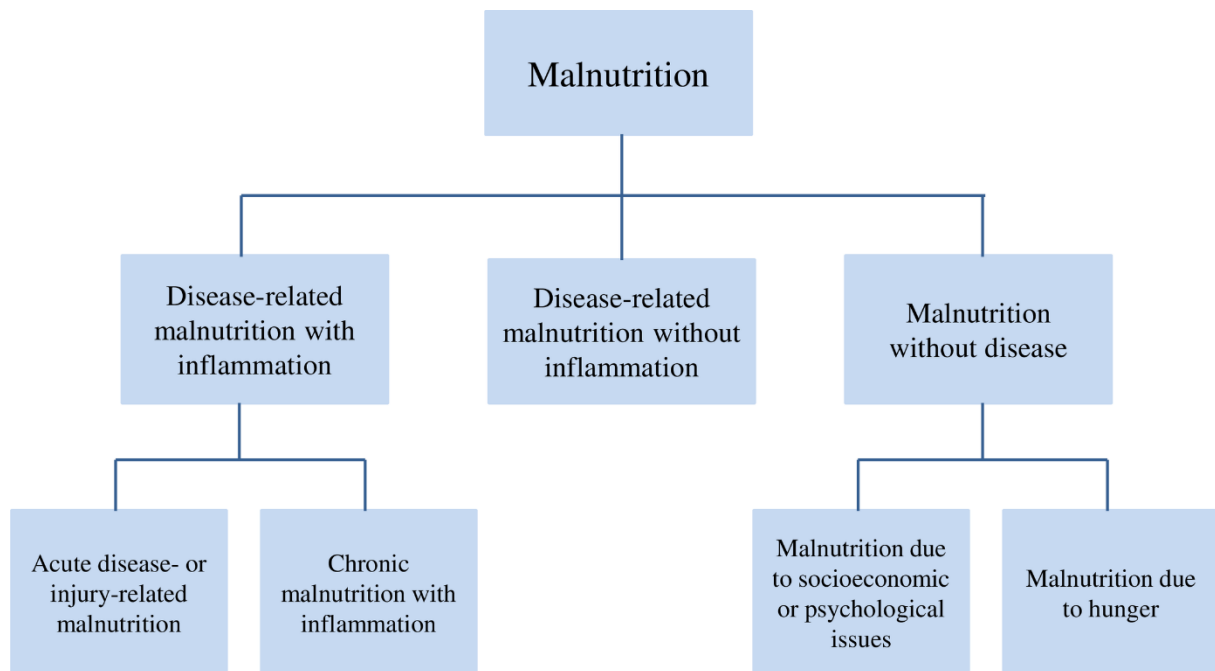 Malnutrition
Disease-related
malnutrition with
inflammation
Disease-related
malnutrition without
inflammation
Malnutrition
without disease
Acute disease- or
injury-related
malnutrition
Chronic
malnutrition with
inflammation
Malnutrition due
to socioeconomic
or psychological
issues
Malnutrition due
to hunger